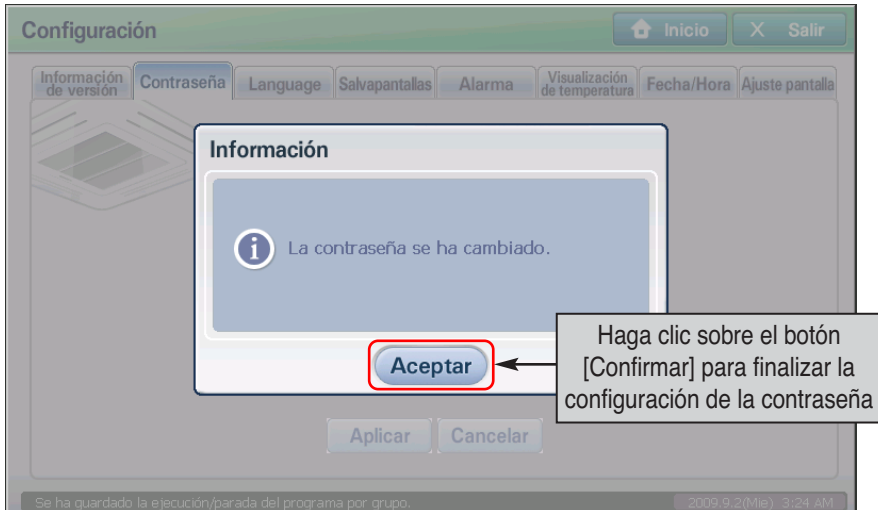 Configuración
Inicio
X Salir
Información
de versión
Contraseña
Language
Salvapantallas
Alarma
Visualización
de temperatura
Fecha/Hora
Ajuste pantalla
Información
La contraseña se ha cambiado.
Aceptar
Haga clic sobre el botón
[Confirmar] para finalizar la
configuración de la contraseña
Aplicar
Cancelar
Se ha guardado la ejecución/parada del programa por grupo.
2009.9.2(Mie) 3:24 AM